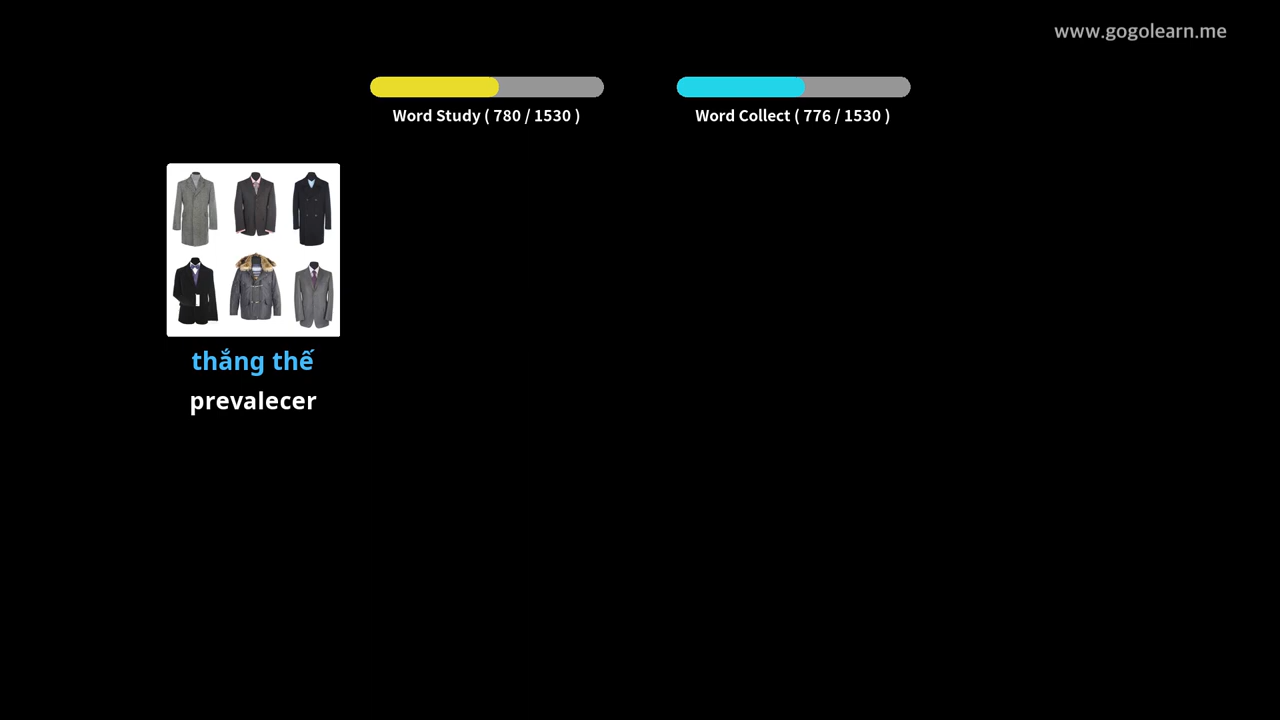 www.gogolearn.me
Word Study ( 780 / 1530 )
Word Collect ( 776 / 1530 )
thắng thế
prevalecer